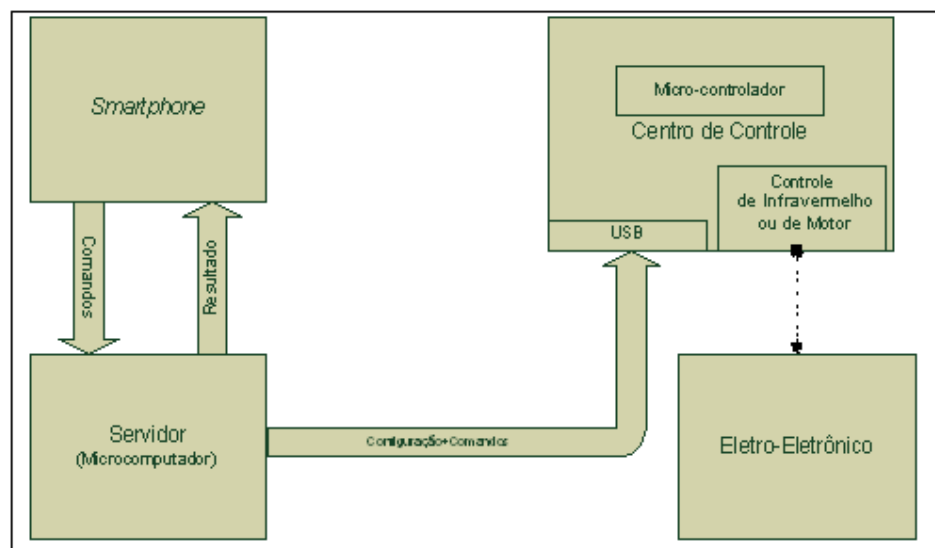 Smartphone
Micro-controlador
Centro de Controle
Controle
de Infravermelho
ou de Motor
USB
Comandos
Resultado
Servidor
(Microcomputador)
Configuração+Comandos
Eletro-Eletrônico